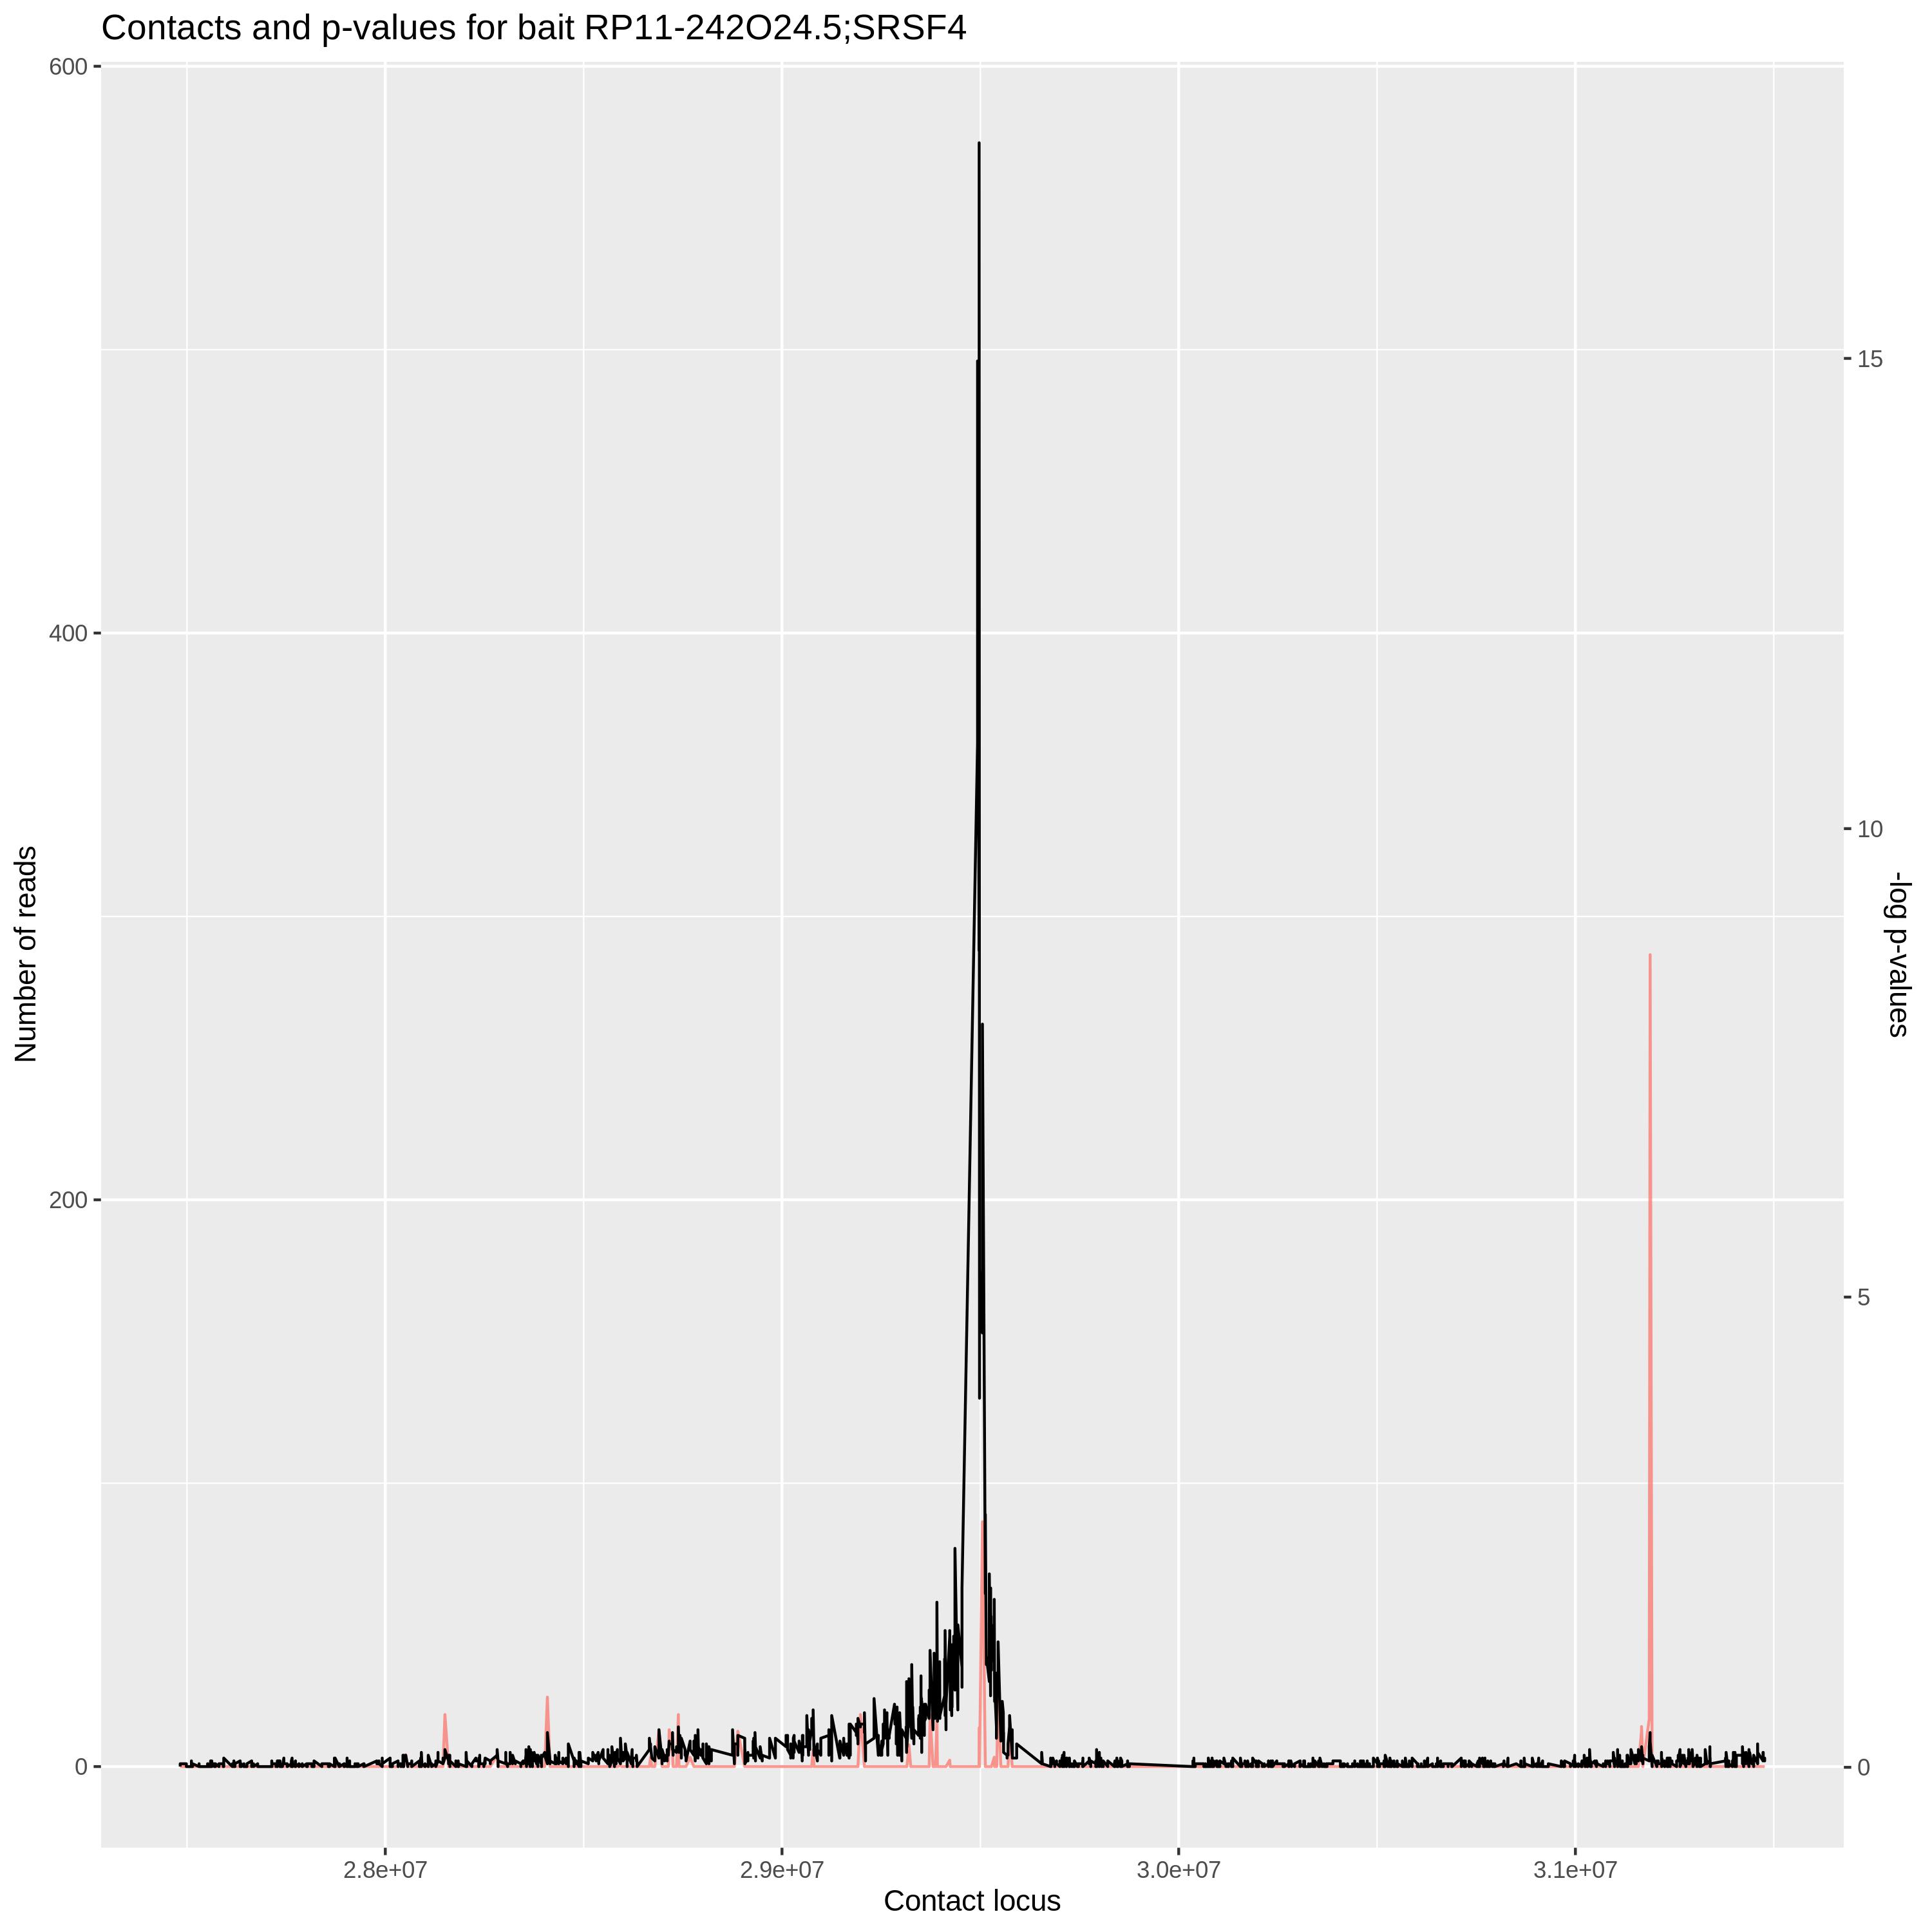 Contacts and p-values for bait RP11-242O24.5;SRSF4
600
400
200
0
Number of reads
15
10
5
0
-log p-values
2.8e+07 2.9e+07 3.0e+07 3.1e+07
Contact locus